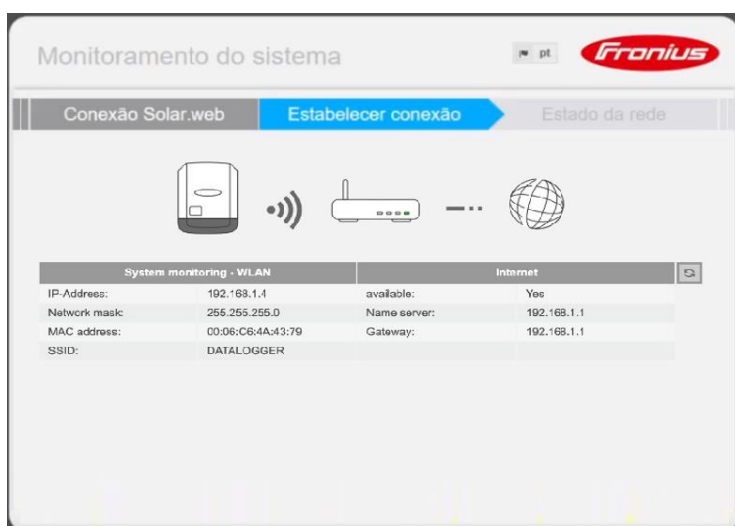 Monitoramento do sistema
pt
Fronius
Conexão Solar.web
Estabelecer conexão
Estado da rede
System monitoring - WLAN Internet
IP-Address: 192.168.1.4 available: Yes
Network mask: 255.255.255.0 Name server: 192.168.1.1
MAC address: 00:06:C6:4A:43:79 Gateway: 192.168.1.1
SSID: DATALOGGER